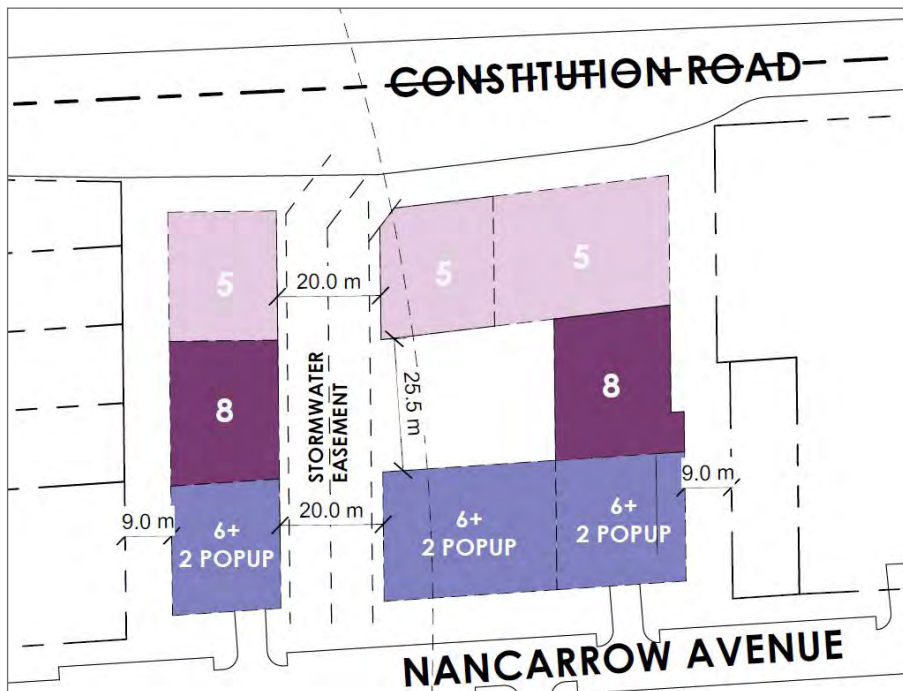 CONSTITUTION ROAD
5
5
5
20.0 m
STORMWATER
EASEMENT
25.5 m
8
8
9.0 m
20.0 m
9.0 m
6+
2 POPUP
6+
2 POPUP
6+
2 POPUP
NANCARROW AVENUE